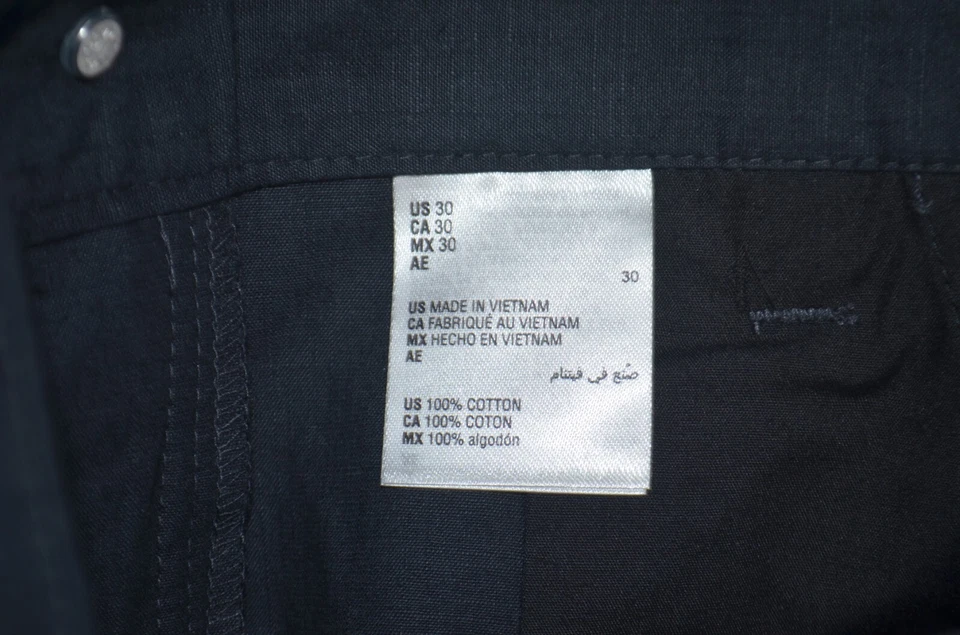 US 30
CA 30
MX 30
AE
30
US MADE IN VIETNAM
CA FABRIQUÉ AU VIETNAM
MX HECHO EN VIETNAM
AE
صُنع في فيتنام
US 100% COTTON
CA 100% COTON
MX 100% algodón